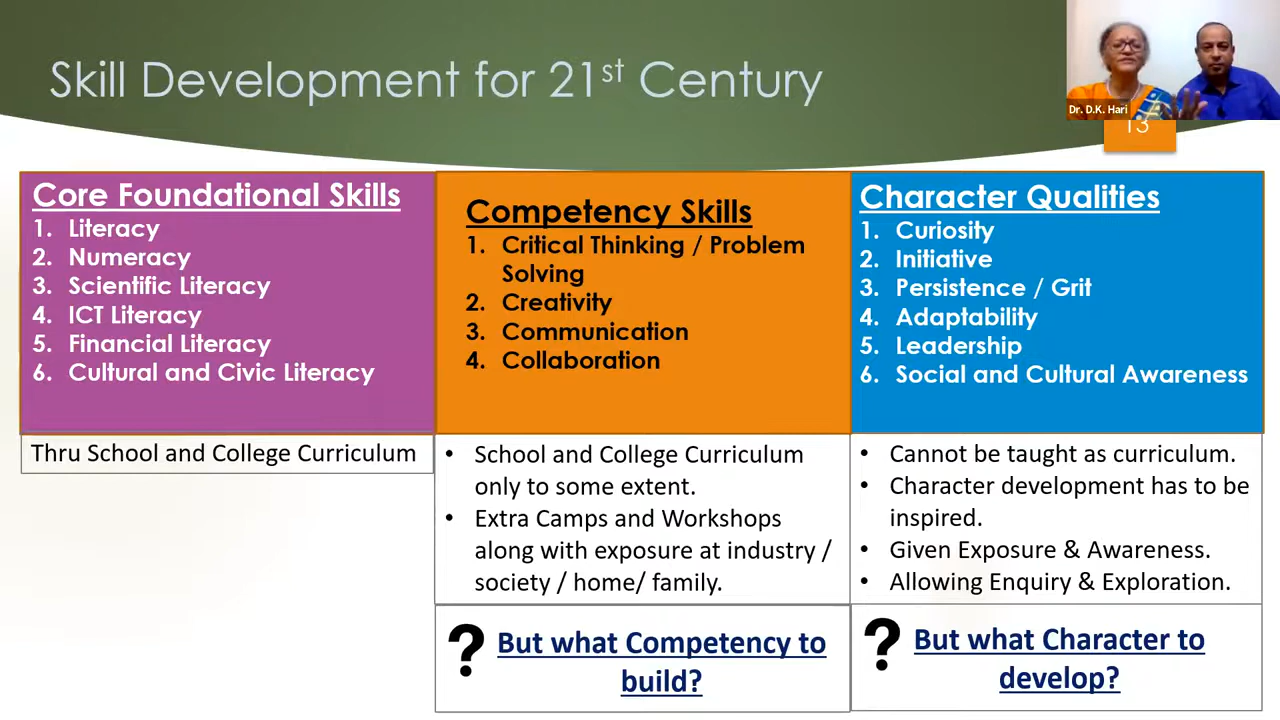 Skill Development for 21st Century
Dr. D.K. Hari
13
Core Foundational Skills
1. Literacy
2. Numeracy
3. Scientific Literacy
4. ICT Literacy
5. Financial Literacy
6. Cultural and Civic Literacy
Thru School and College Curriculum
Competency Skills
1. Critical Thinking / Problem
Solving
2. Creativity
3. Communication
4. Collaboration
• School and College Curriculum
only to some extent.
• Extra Camps and Workshops
along with exposure at industry /
society / home/ family.
? But what Competency to
build?
Character Qualities
1. Curiosity
2. Initiative
3. Persistence / Grit
4. Adaptability
5. Leadership
6. Social and Cultural Awareness
• Cannot be taught as curriculum.
• Character development has to be
inspired.
• Given Exposure & Awareness.
• Allowing Enquiry & Exploration.
? But what Character to
develop?